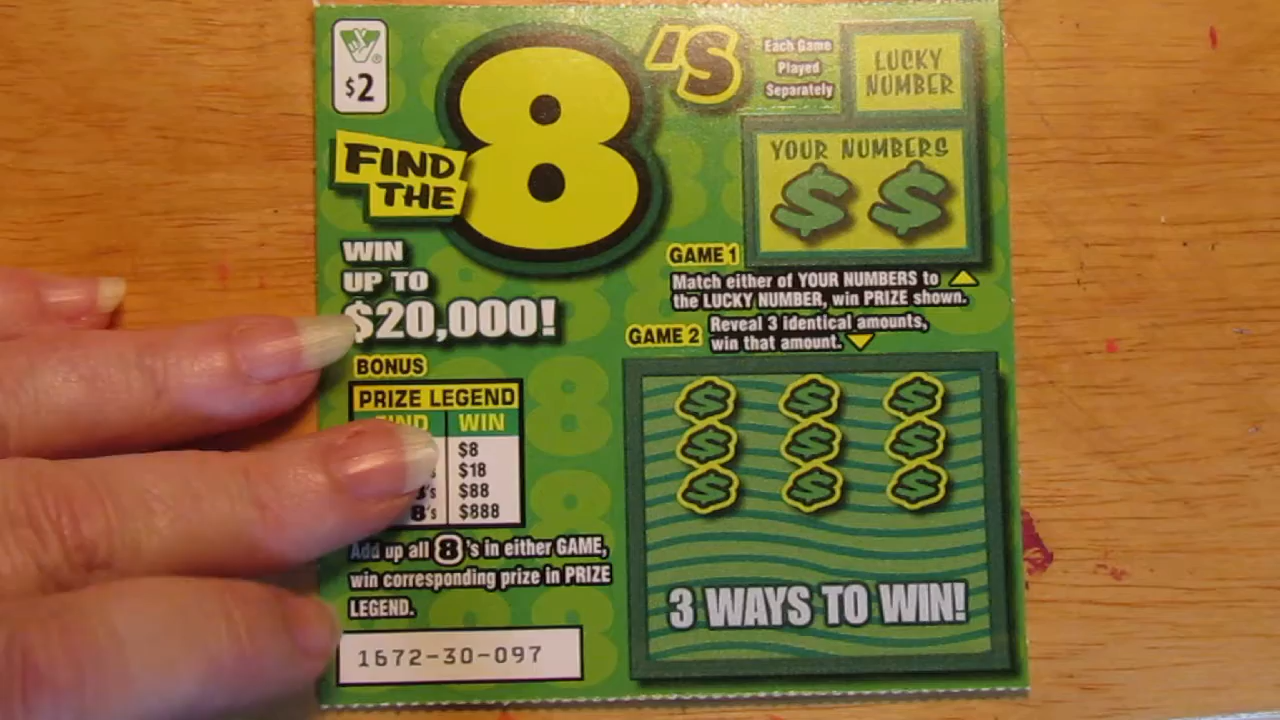 $2
FIND
THE
8
'S
Each Game
Played
Separately
LUCKY
NUMBER
YOUR NUMBERS
$ $
WIN
UP TO
$20,000!
GAME 1
Match either of YOUR NUMBERS to
the LUCKY NUMBER, win PRIZE shown.
GAME 2
Reveal 3 identical amounts,
win that amount.
BONUS
PRIZE LEGEND
FIND WIN
$8
$18
8's $88
8's $888
Add up all 8's in either GAME,
win corresponding prize in PRIZE
LEGEND.
1672-30-097
$ $ $
$ $ $
$ $ $
3 WAYS TO WIN!